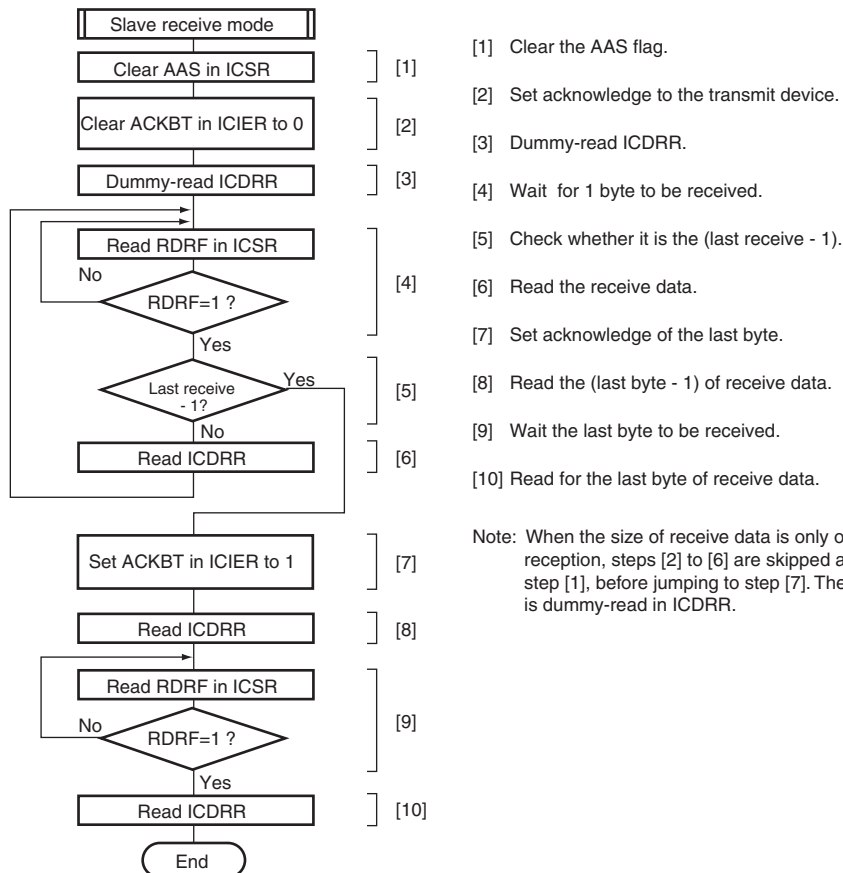 Slave receive mode
Clear AAS in ICSR
[1]
Clear ACKBT in ICIER to 0
[2]
Dummy-read ICDRR
[3]
Read RDRF in ICSR
No
RDRF=1 ?
[4]
Yes
Last receive
- 1?
Yes
[5]
No
Read ICDRR
[6]
Set ACKBT in ICIER to 1
[7]
Read ICDRR
[8]
Read RDRF in ICSR
No
RDRF=1 ?
[9]
Yes
Read ICDRR
[10]
End
[1] Clear the AAS flag.
[2] Set acknowledge to the transmit device.
[3] Dummy-read ICDRR.
[4] Wait for 1 byte to be received.
[5] Check whether it is the (last receive - 1).
[6] Read the receive data.
[7] Set acknowledge of the last byte.
[8] Read the (last byte - 1) of receive data.
[9] Wait the last byte to be received.
[10] Read for the last byte of receive data.
Note: When the size of receive data is only
reception, steps [2] to [6] are skipped
step [1], before jumping to step [7]. The
is dummy-read in ICDRR.